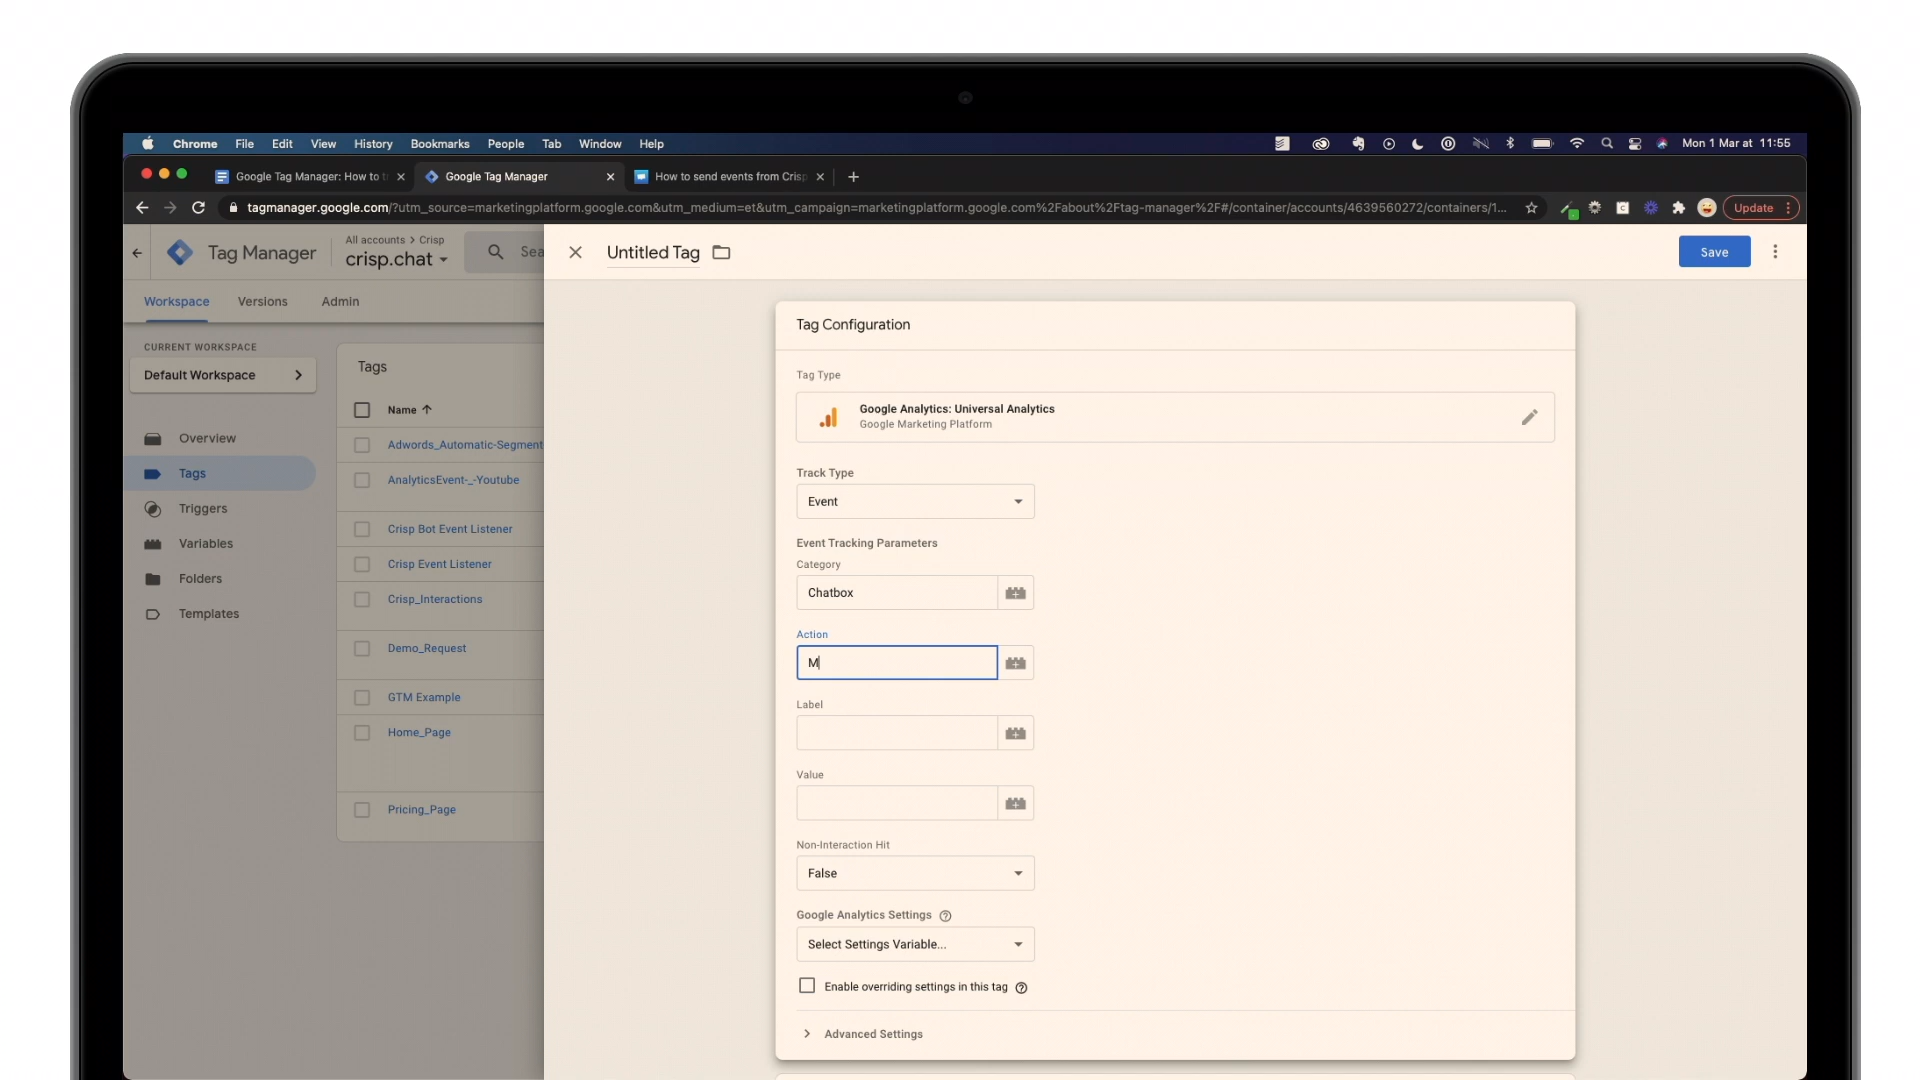 Chrome File Edit View History Bookmarks People Tab Window Help
Mon 1 Mar at 11:55
Google Tag Manager: How to t
Google Tag Manager
How to send events from Crisp
tagmanager.google.com/?utm_source=marketingplatform.google.com&utm_medium=et&utm_campaign=marketingplatform.google.com%2Fabout%2Ftag-manager%2F#/container/accounts/4639560272/containers/1...
Update
Tag Manager
All accounts > Crisp
crisp.chat
Sea
Workspace Versions Admin
CURRENT WORKSPACE
Default Workspace
Overview
Tags
Triggers
Variables
Folders
Templates
Tags
Name
Adwords_Automatic-Segment
AnalyticsEvent-_-Youtube
Crisp Bot Event Listener
Crisp Event Listener
Crisp_Interactions
Demo_Request
GTM Example
Home_Page
Pricing_Page
Untitled Tag
Save
Tag Configuration
Tag Type
Google Analytics: Universal Analytics
Google Marketing Platform
Track Type
Event
Event Tracking Parameters
Category
Chatbox
Action
M
Label
Value
Non-Interaction Hit
False
Google Analytics Settings
Select Settings Variable...
Enable overriding settings in this tag
Advanced Settings